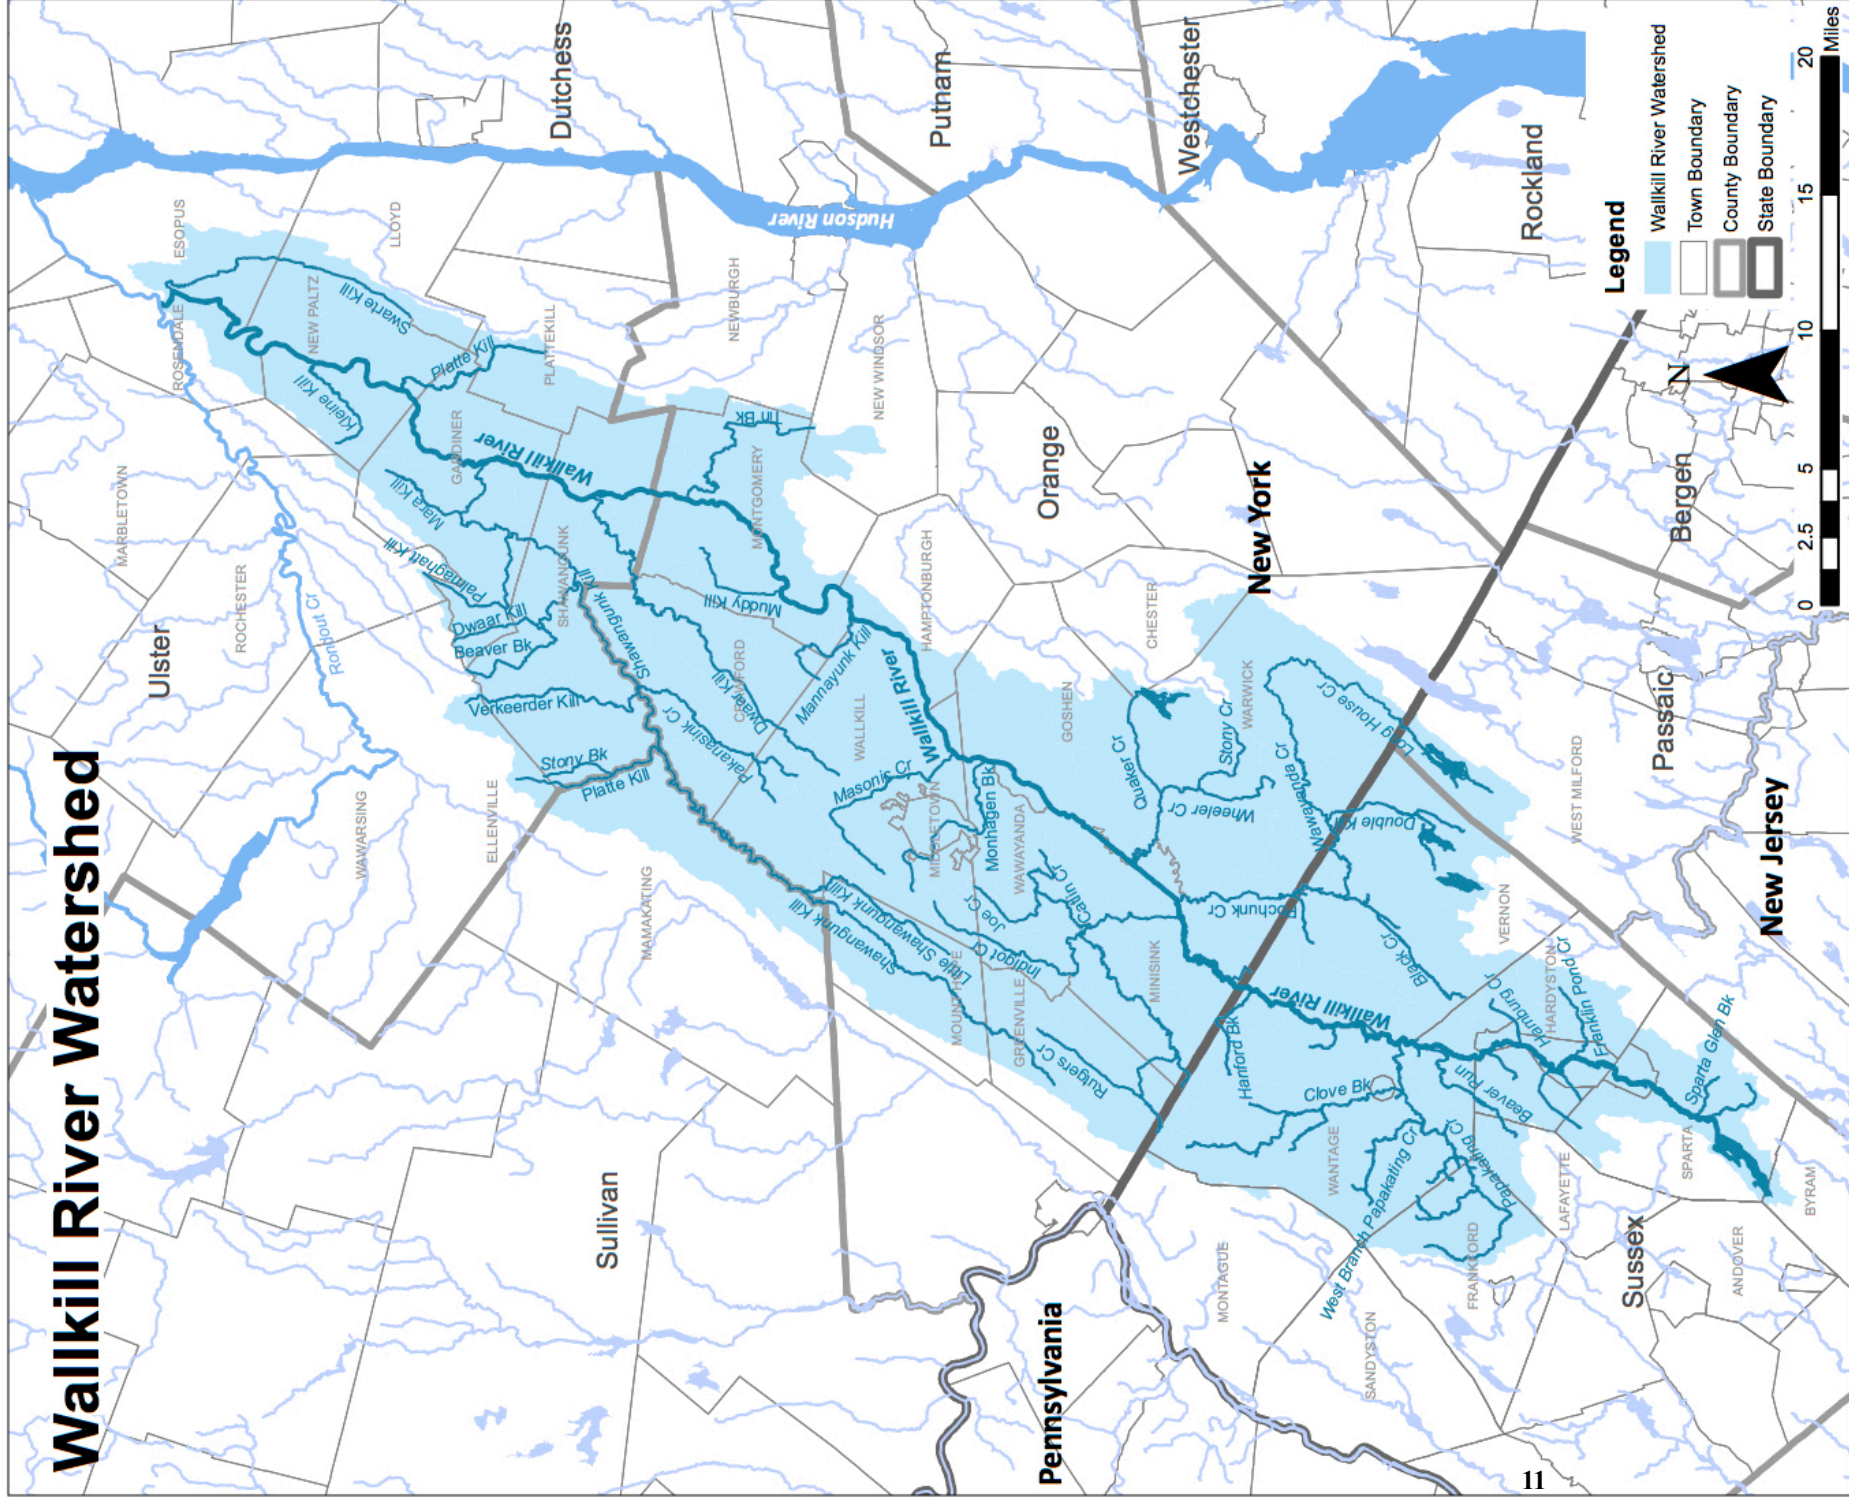 Wallkill River Watershed
Ulster
Dutchess
Putnam
Westchester
Rockland
Orange
Sullivan
New York
Pennsylvania
New Jersey
Sussex
Passaic
Bergen
ESOPUS
LLOYD
ROSENDALE
NEW PALTZ
PLATTEKILL
NEWBURGH
NEW WINDSOR
MARBLETOWN
ROCHESTER
GARDINER
SHAWANGUNK
MONTGOMERY
HAMPTONBURGH
CRAWFORD
WALLKILL
GOSHEN
CHESTER
WARWICK
WAWARSING
ELLENVILLE
MAMAKATING
MIDDLETOWN
WAWAYANDA
MOUNT HOPE
GREENVILLE
MINISINK
WEST MILFORD
VERNON
HARDYSTON
WANTAGE
LAFAYETTE
SPARTA
BYRAM
FRANKFORD
ANDOVER
MONTAGUE
SANDYSTON
Hudson River
Rondout Cr
Swarte Kill
Platte Kill
Kleine Kill
Wallkill River
Tin Bk
Mara Kill
Palmaghatt Kill
Dwaar Kill
Beaver Bk
Verkeerder Kill
Stony Bk
Platte Kill
Shawangunk Kill
Muddy Kill
Dwaar Kill
Mannayunk Kill
Pakanasink Cr
Wallkill River
Masonic Cr
Monhagen Bk
Quaker Cr
Stony Cr
Wheeler Cr
Wawayanda Cr
Long House Cr
Double Kill
Joe Cr
Catlin Cr
Indigot Cr
Little Shawangunk Kill
Shawangunk Kill
Rutgers Cr
Pochunk Cr
Black Cr
Wallkill River
Hanford Bk
Clove Bk
Beaver Run
Hamburg Cr
Franklin Pond Cr
Sparta Glen Bk
Papakating Cr
West Branch Papakating Cr
Legend
Wallkill River Watershed
Town Boundary
County Boundary
State Boundary
N
0 2.5 5 10 15 20
Miles
11